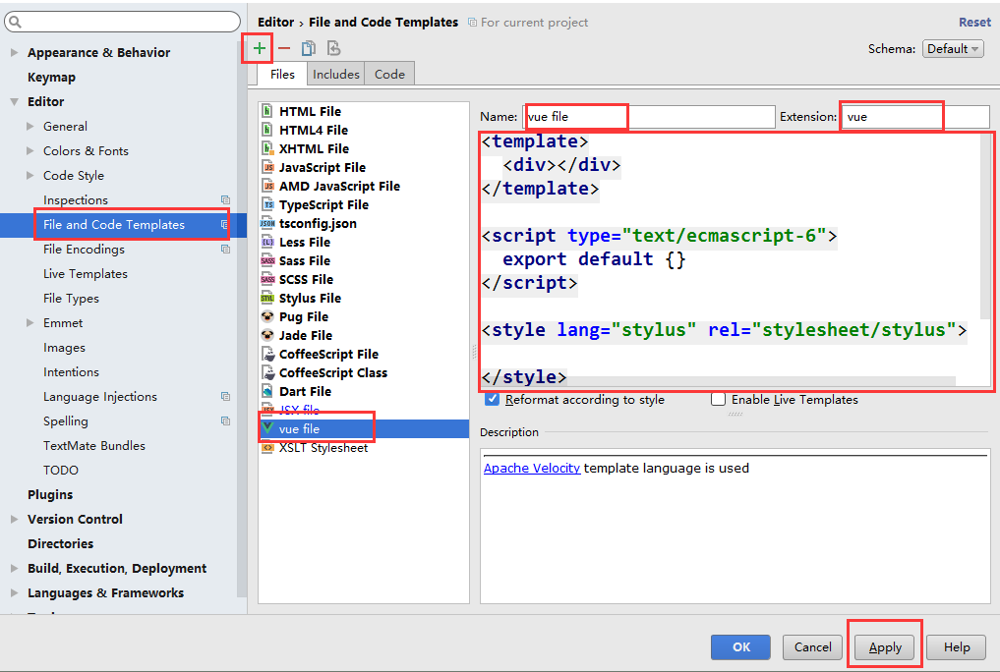 Editor › File and Code Templates
For current project
Reset
Schema:
Default
Files
Includes
Code
Appearance & Behavior
Keymap
Editor
General
Colors & Fonts
Code Style
Inspections
File and Code Templates
File Encodings
Live Templates
File Types
Emmet
Images
Intentions
Language Injections
Spelling
TextMate Bundles
TODO
Plugins
Version Control
Directories
Build, Execution, Deployment
Languages & Frameworks
HTML File
HTML4 File
XHTML File
JavaScript File
AMD JavaScript File
TypeScript File
tsconfig.json
Less File
Sass File
SCSS File
Stylus File
Pug File
Jade File
CoffeeScript File
CoffeeScript Class
Dart File
JSX file
vue file
XSLT Stylesheet
Name:
vue file
Extension:
vue
<template>
<div></div>
</template>
<script type="text/ecmascript-6">
export default {}
</script>
<style lang="stylus" rel="stylesheet/stylus">
</style>
Reformat according to style
Enable Live Templates
Description
Apache Velocity template language is used
OK
Cancel
Apply
Help